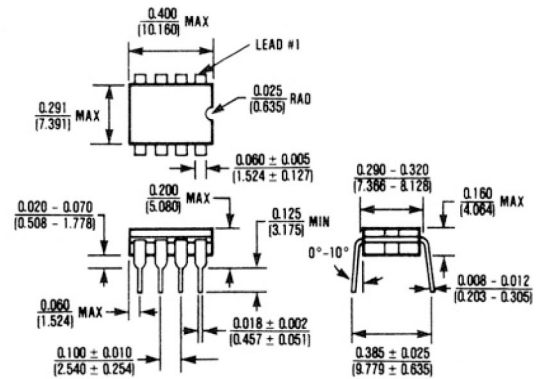 0.400
(10.160) MAX
LEAD #1
0.025
(0.635) RAD
0.291
(7.391) MAX
0.060 ± 0.005
(1.524 ± 0.127)
0.290 - 0.320
(7.366 - 8.128)
0.200
(5.080) MAX
0.160
(4.064) MAX
0.020 - 0.070
(0.508 - 1.778)
0.125
(3.175) MIN
0°-10°
0.008 - 0.012
(0.203 - 0.305)
0.060
(1.524) MAX
0.018 ± 0.002
(0.457 ± 0.051)
0.100 ± 0.010
(2.540 ± 0.254)
0.385 ± 0.025
(9.779 ± 0.635)